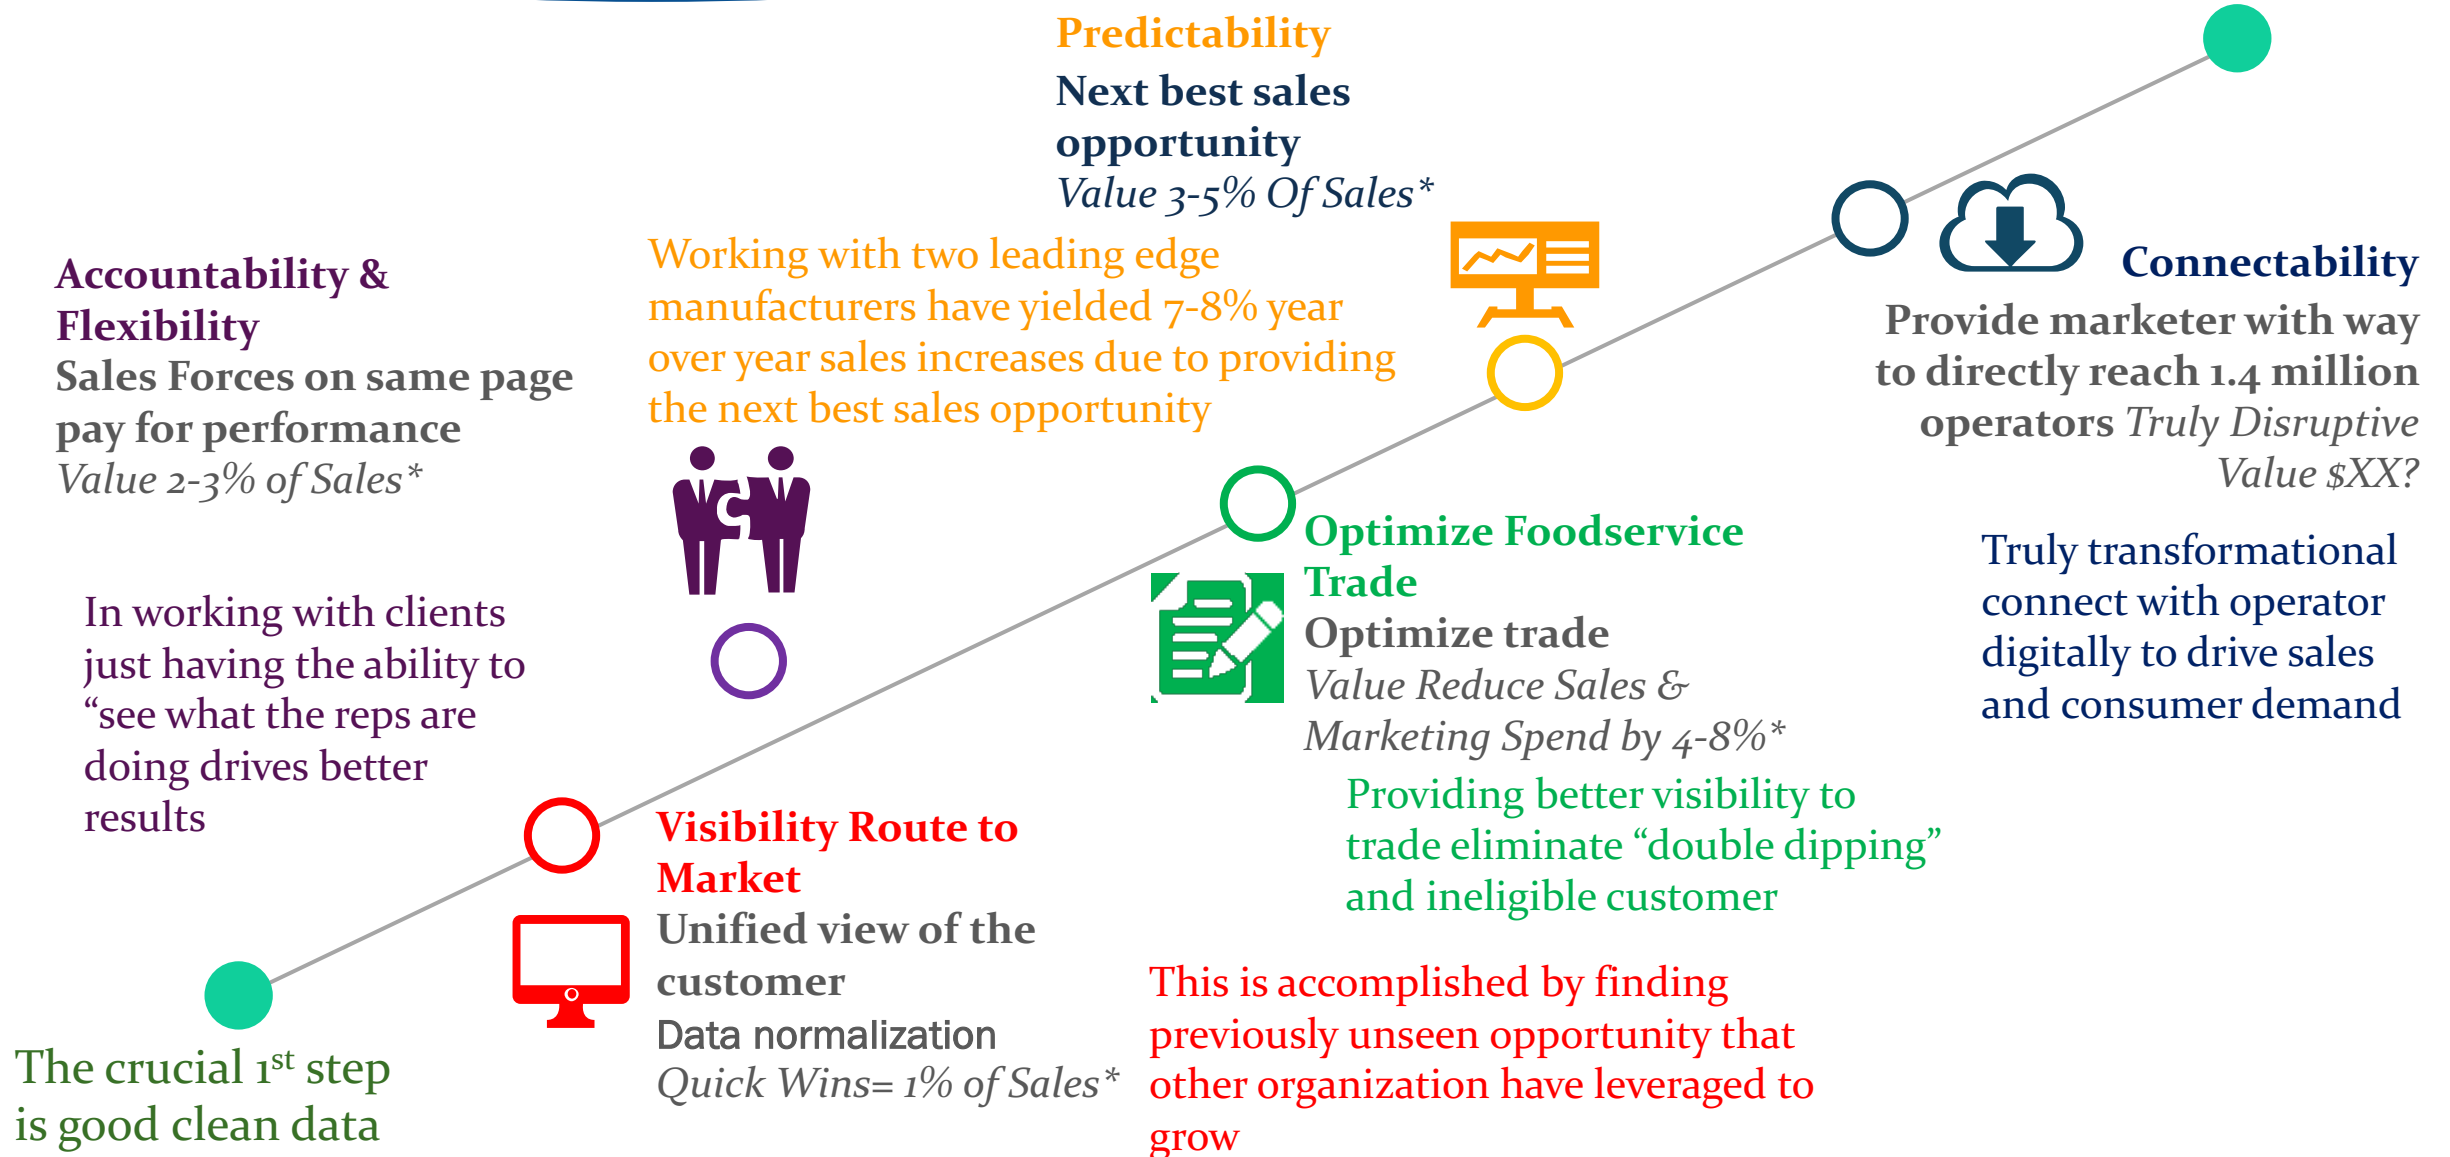 Predictability
Next best sales
opportunity
Value 3-5% Of Sales*
Working with two leading edge
manufacturers have yielded 7-8% year
over year sales increases due to providing
the next best sales opportunity
Accountability &
Flexibility
Sales Forces on same page
pay for performance
Value 2-3% of Sales*
In working with clients
just having the ability to
“see what the reps are
doing drives better
results
Connectability
Provide marketer with way
to directly reach 1.4 million
operators Truly Disruptive
Value $XX?
Truly transformational
connect with operator
digitally to drive sales
and consumer demand
Optimize Foodservice
Trade
Optimize trade
Value Reduce Sales &
Marketing Spend by 4-8%*
Providing better visibility to
trade eliminate “double dipping”
and ineligible customer
Visibility Route to
Market
Unified view of the
customer
Data normalization
Quick Wins= 1% of Sales*
This is accomplished by finding
previously unseen opportunity that
other organization have leveraged to
grow
The crucial 1st step
is good clean data